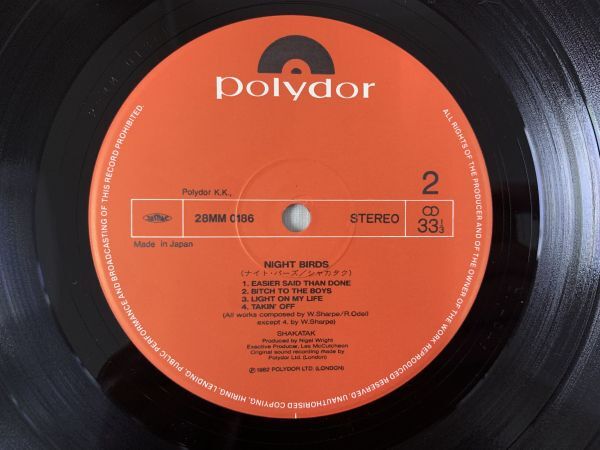 polydor
ALL RIGHTS OF THE PRODUCER AND OF THE OWNER OF THE WORK REPRODUCED RESERVED. UNAUTHORISED COPYING, HIRING, LENDING, PUBLIC PERFORMANCE AND BROADCASTING OF THIS RECORD PROHIBITED.
Polydor K.K.,
2
JASRAC
28MM 0186
STEREO
33 1/3
Made in Japan
NIGHT BIRDS
(ナイト・バーズ/シャカタク)
1. EASIER SAID THAN DONE
2. BITCH TO THE BOYS
3. LIGHT ON MY LIFE
4. TAKIN' OFF
(All works composed by W.Sharpe/R.Odell
except 4. by W.Sharpe)
SHAKATAK
Produced by Nigel Wright
Exective Producer, Les McCutcheon
Original sound recording made by
Polydor Ltd. (London)
Ⓟ 1982 POLYDOR LTD. (LONDON)